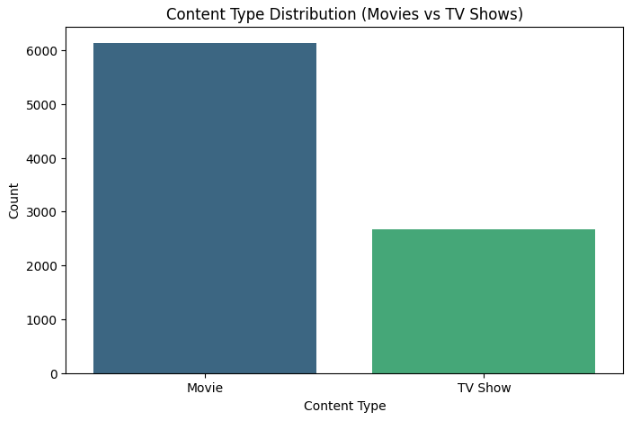 Content Type Distribution (Movies vs TV Shows)
6000
5000
4000
3000
2000
1000
0
Count
Movie
TV Show
Content Type